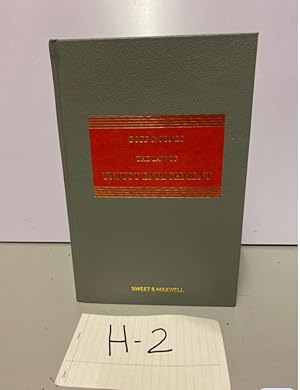 GOFF & JONES
THE LAW OF
UNJUST ENRICHMENT
SWEET & MAXWELL
H-2